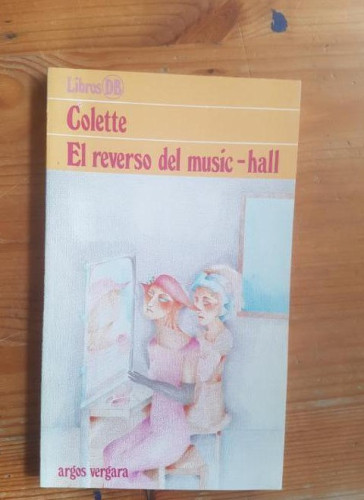 Libros DB
Colette
El reverso del music-hall
argos vergara